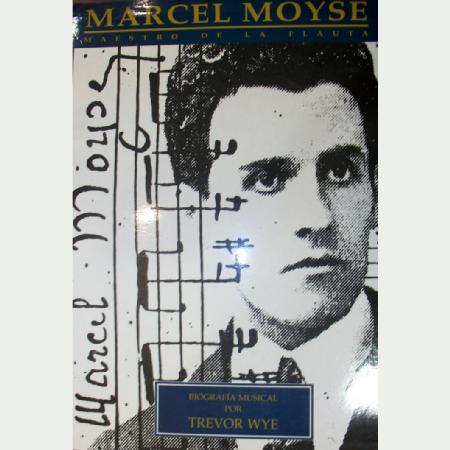 MARCEL MOYSE
MAESTRO DE LA FLAUTA
Marcel Moyse
BIOGRAFÍA MUSICAL
POR
TREVOR WYE